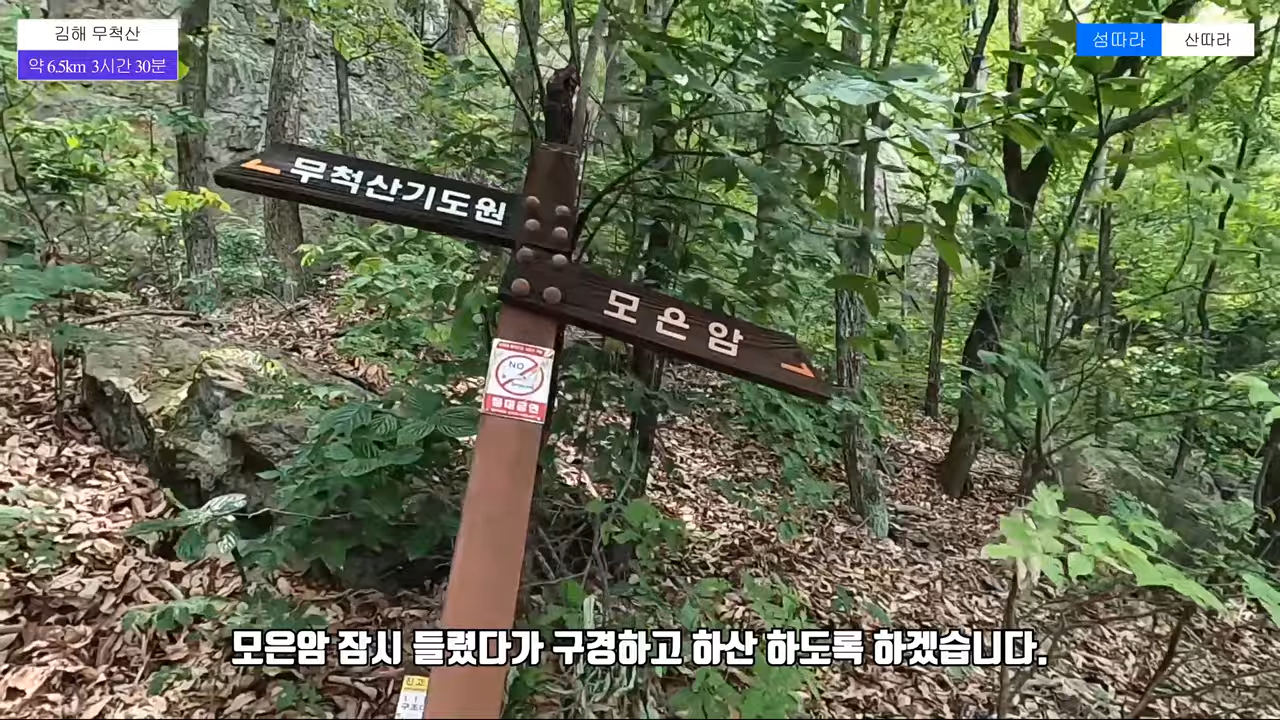 김해 무척산
약 6.5km 3시간 30분
섬따라 산따라
무척산기도원
모은암
NO
모은암 잠시 들렀다가 구경하고 하산 하도록 하겠습니다.